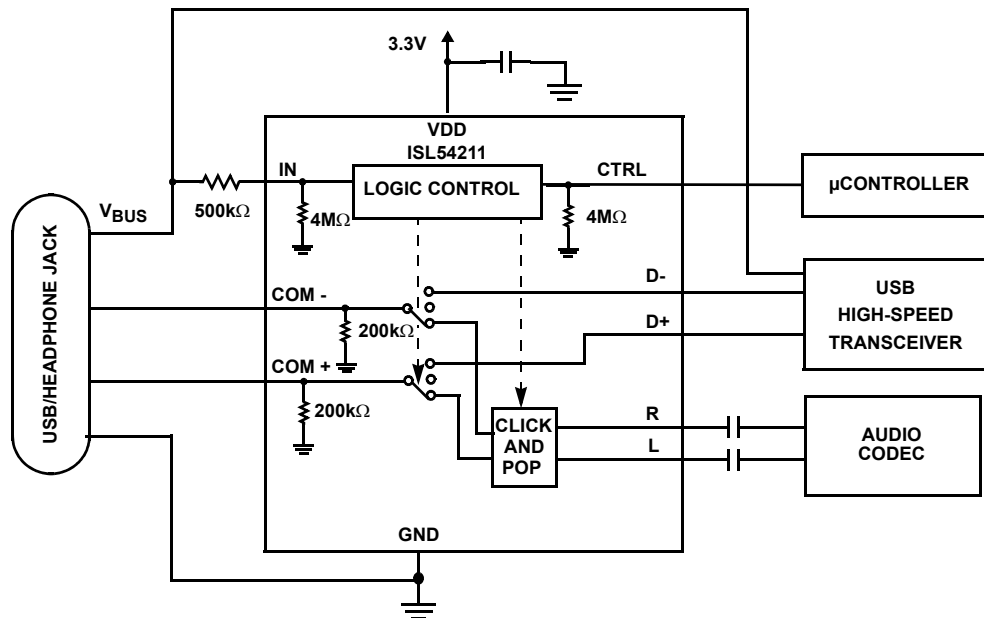 3.3V
VDD
ISL54211
IN
LOGIC CONTROL
CTRL
µCONTROLLER
VBUS
500kΩ
4MΩ
4MΩ
USB/HEADPHONE JACK
COM -
200kΩ
COM +
200kΩ
D-
D+
USB
HIGH-SPEED
TRANSCEIVER
CLICK
AND
POP
R
L
AUDIO
CODEC
GND